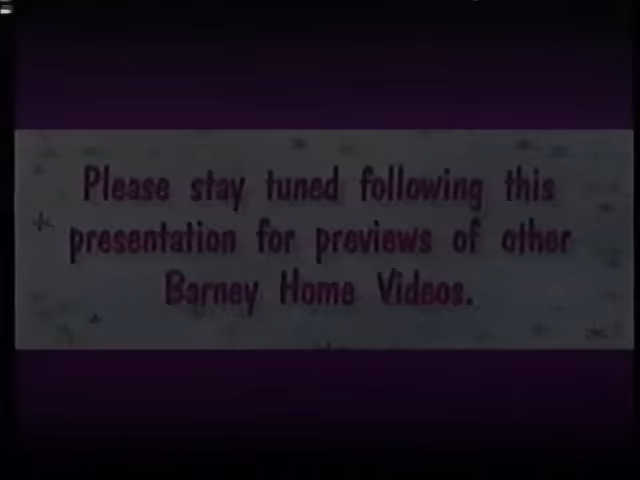 Please stay tuned following this
presentation for previews of other
Barney Home Videos.